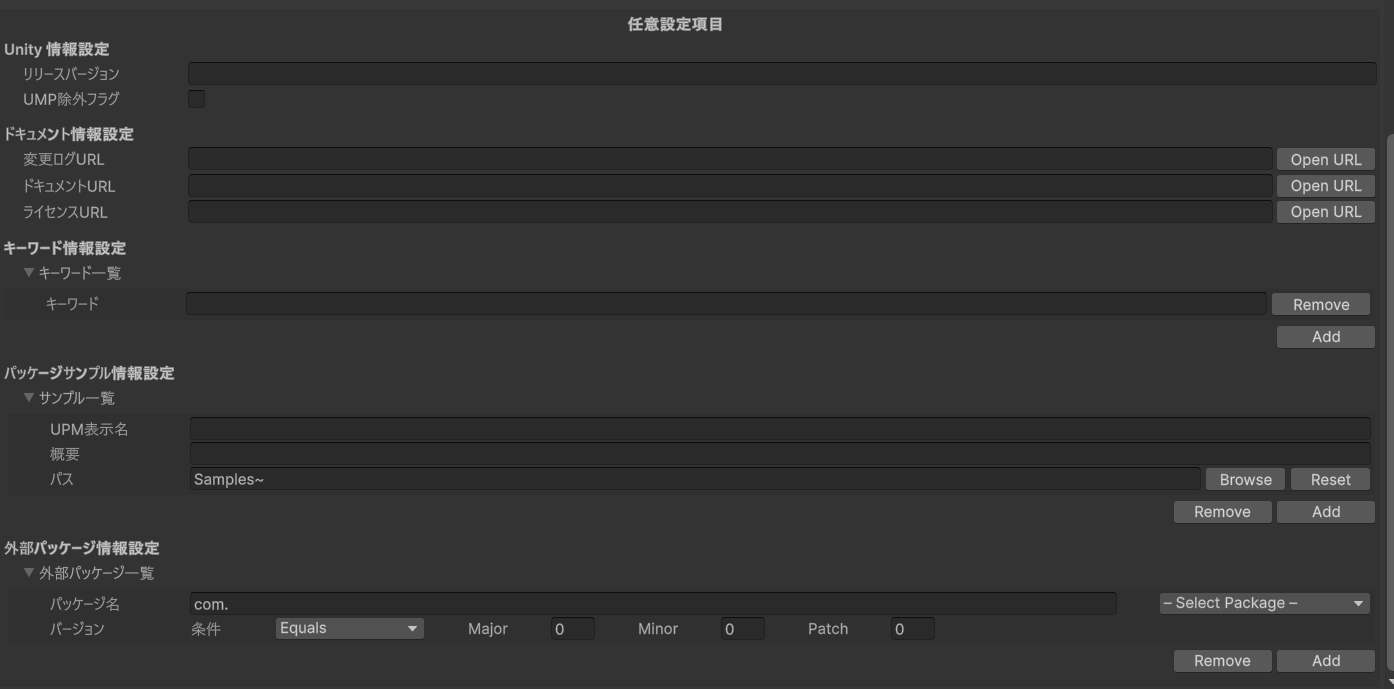 任意設定項目
Unity 情報設定
リリースバージョン
UMP除外フラグ
ドキュメント情報設定
変更ログURL Open URL
ドキュメントURL Open URL
ライセンスURL Open URL
キーワード情報設定
▼ キーワード一覧
キーワード Remove
Add
パッケージサンプル情報設定
▼ サンプル一覧
UPM表示名
概要
パス Samples~ Browse Reset
Remove Add
外部パッケージ情報設定
▼ 外部パッケージ一覧
パッケージ名 com. – Select Package –
バージョン 条件 Equals Major 0 Minor 0 Patch 0
Remove Add